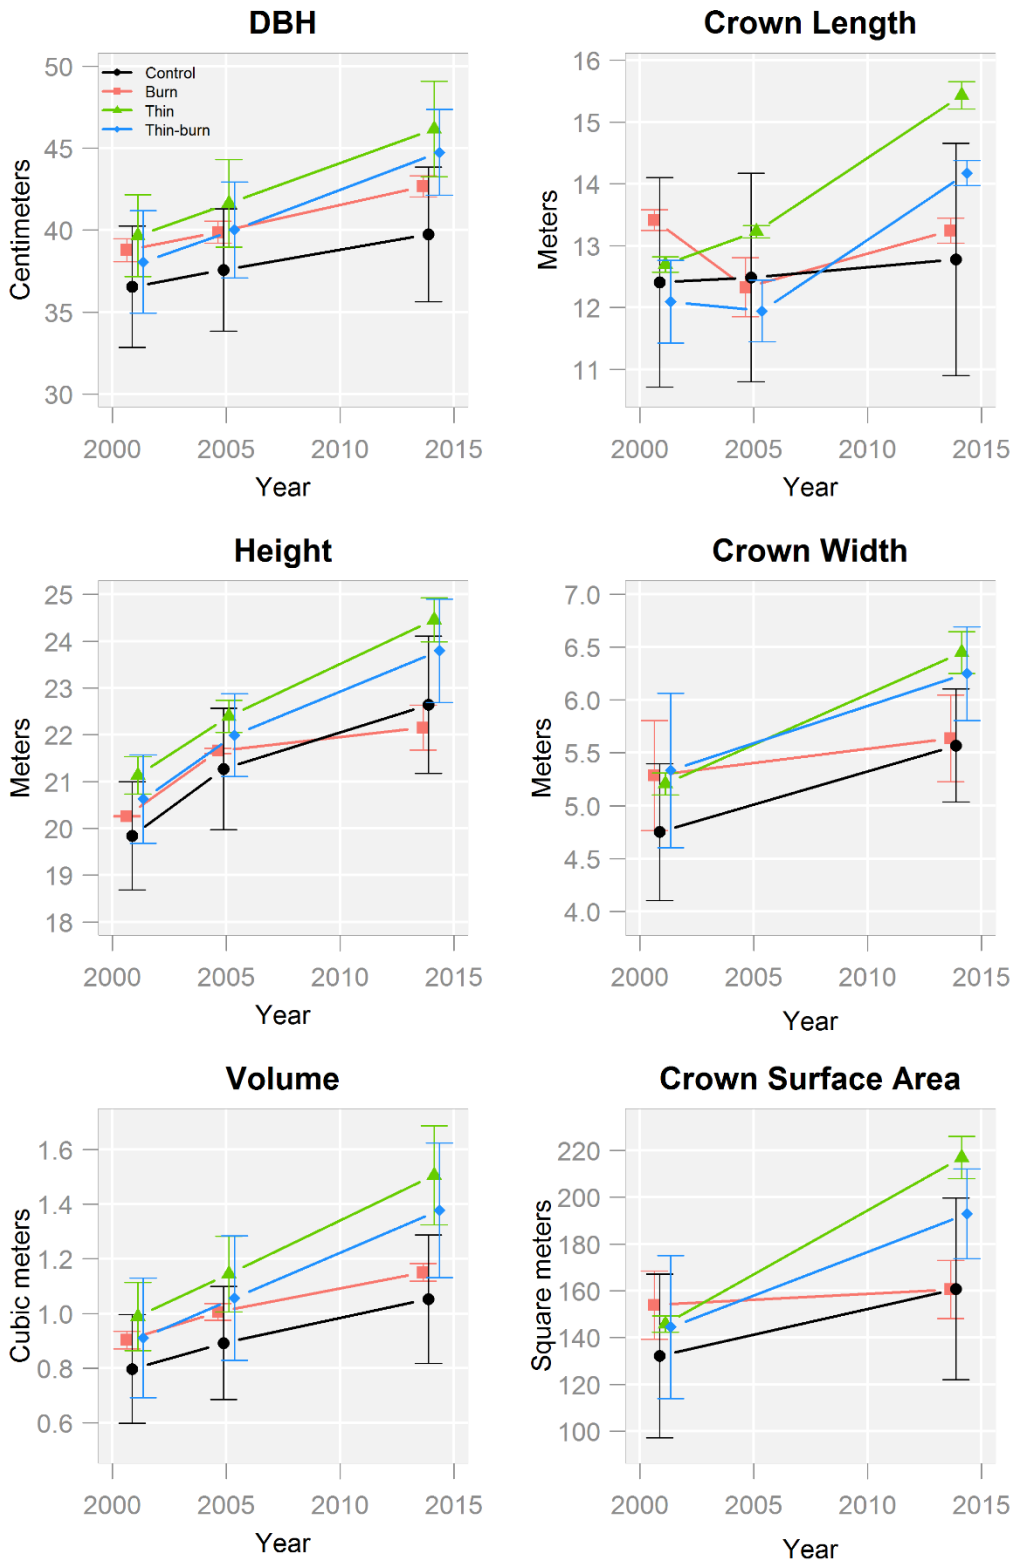 DBH
50
45
40
35
30
Centimeters
Control
Burn
Thin
Thin-burn
2000 2005 2010 2015
Year
Crown Length
16
15
14
13
12
11
Meters
2000 2005 2010 2015
Year
Height
25
24
23
22
21
20
19
18
Meters
2000 2005 2010 2015
Year
Crown Width
7.0
6.5
6.0
5.5
5.0
4.5
4.0
Meters
2000 2005 2010 2015
Year
Volume
1.6
1.4
1.2
1.0
0.8
0.6
Cubic meters
2000 2005 2010 2015
Year
Crown Surface Area
220
200
180
160
140
120
100
Square meters
2000 2005 2010 2015
Year